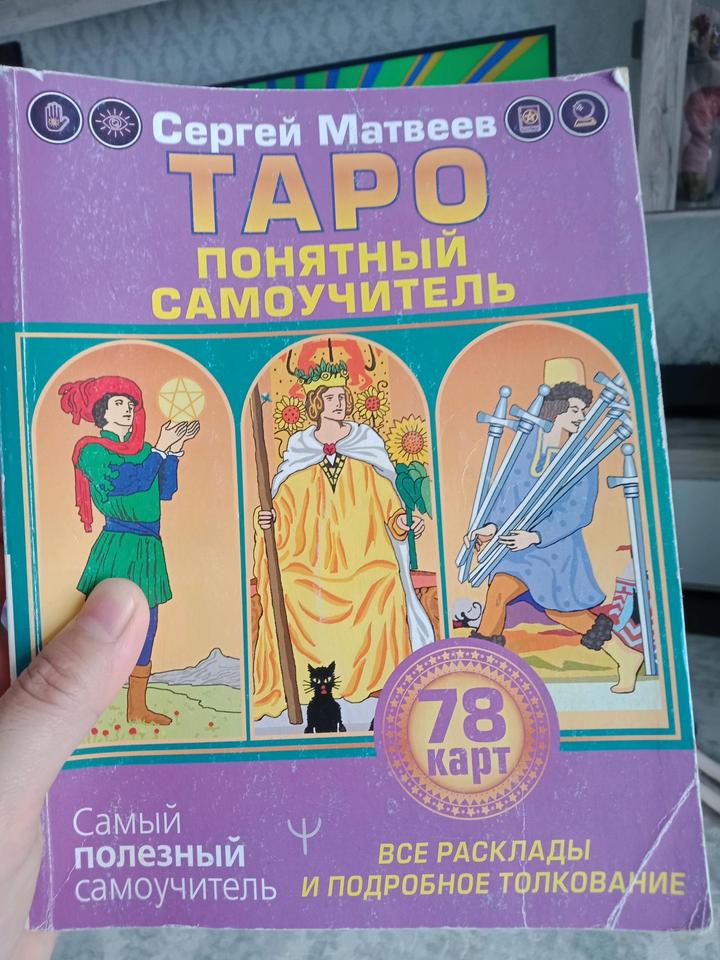 Сергей Матвеев
ТАРО
ПОНЯТНЫЙ
САМОУЧИТЕЛЬ
78
карт
Самый
полезный
самоучитель
ВСЕ РАСКЛАДЫ
И ПОДРОБНОЕ ТОЛКОВАНИЕ